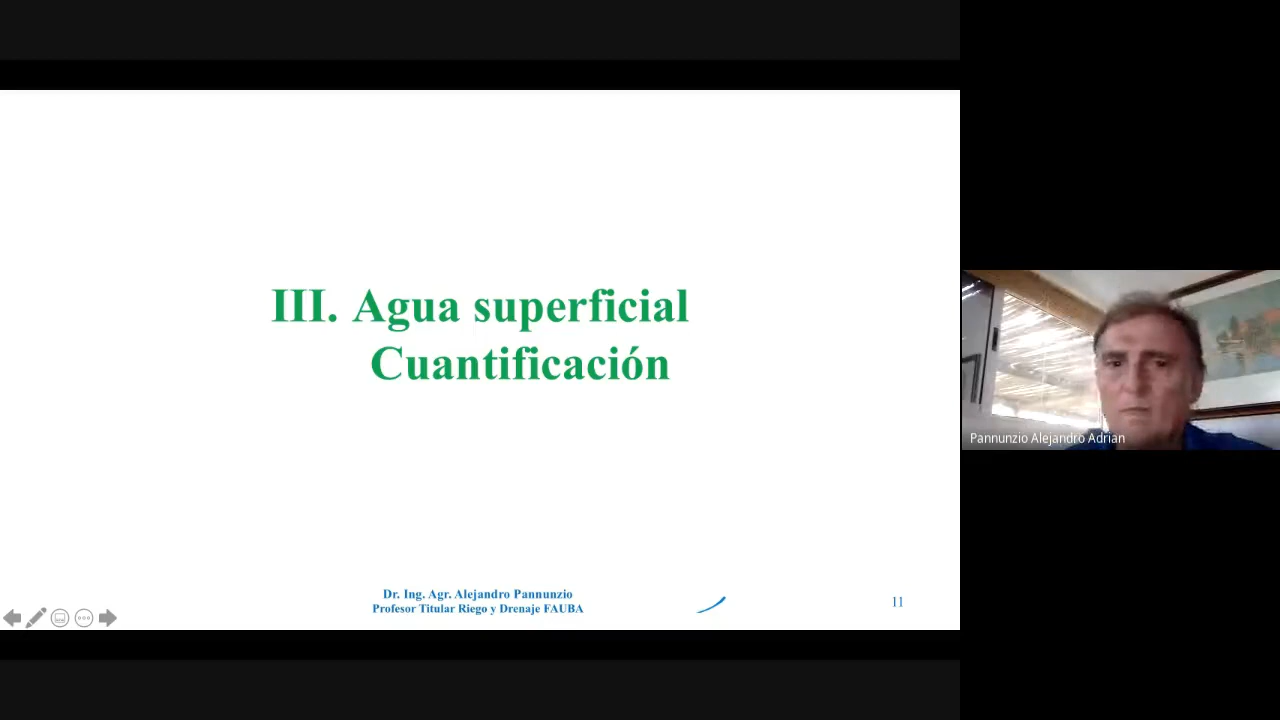 III. Agua superficial
Cuantificación
Dr. Ing. Agr. Alejandro Pannunzio
Profesor Titular Riego y Drenaje FAUBA
11
Pannunzio Alejandro Adrian